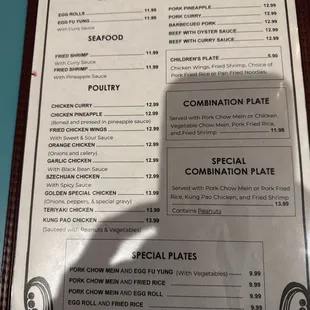 EGG ROLLS 11.99
EGG FU YUNG 11.99
With Curry Sauce
SEAFOOD
FRIED SHRIMP 11.99
With Curry Sauce
FRIED SHRIMP 11.99
With Pineapple Sauce
POULTRY
CHICKEN CURRY 12.99
CHICKEN PINEAPPLE 12.99
(Boned and pressed in pineapple sauce)
FRIED CHICKEN WINGS 12.99
With Sweet & Sour Sauce
ORANGE CHICKEN 12.99
(Onions and celery)
GARLIC CHICKEN 12.99
With Black Bean Sauce
SZECHUAN CHICKEN 12.99
With Spicy Sauce
GOLDEN SPECIAL CHICKEN 13.99
(Onions, peppers, & special gravy)
TERIYAKI CHICKEN 13.99
KUNG PAO CHICKEN 13.99
(Sauteed with Peanuts & Vegetables)
PORK PINEAPPLE 12.99
PORK CURRY 12.99
BARBECUED PORK 12.99
BEEF WITH OYSTER SAUCE 12.99
BEEF WITH CURRY SAUCE 12.99
CHILDREN'S PLATE 5.99
Chicken Wings, Fried Shrimp, Choice of
Pork Fried Rice or Pan Fried Noodles
COMBINATION PLATE
Served with Pork Chow Mein or Chicken,
Vegetable Chow Mein, Pork Fried Rice,
and Fried Shrimp 11.98
SPECIAL
COMBINATION PLATE
Served with Pork Chow Mein or Pork Fried
Rice, Kung Pao Chicken, and Fried Shrimp
13.99
Contains Peanuts
SPECIAL PLATES
PORK CHOW MEIN AND EGG FU YUNG (With Vegetables) 9.99
PORK CHOW MEIN AND FRIED RICE 9.99
PORK CHOW MEIN AND EGG ROLL 9.99
EGG ROLL AND FRIED RICE 9.99